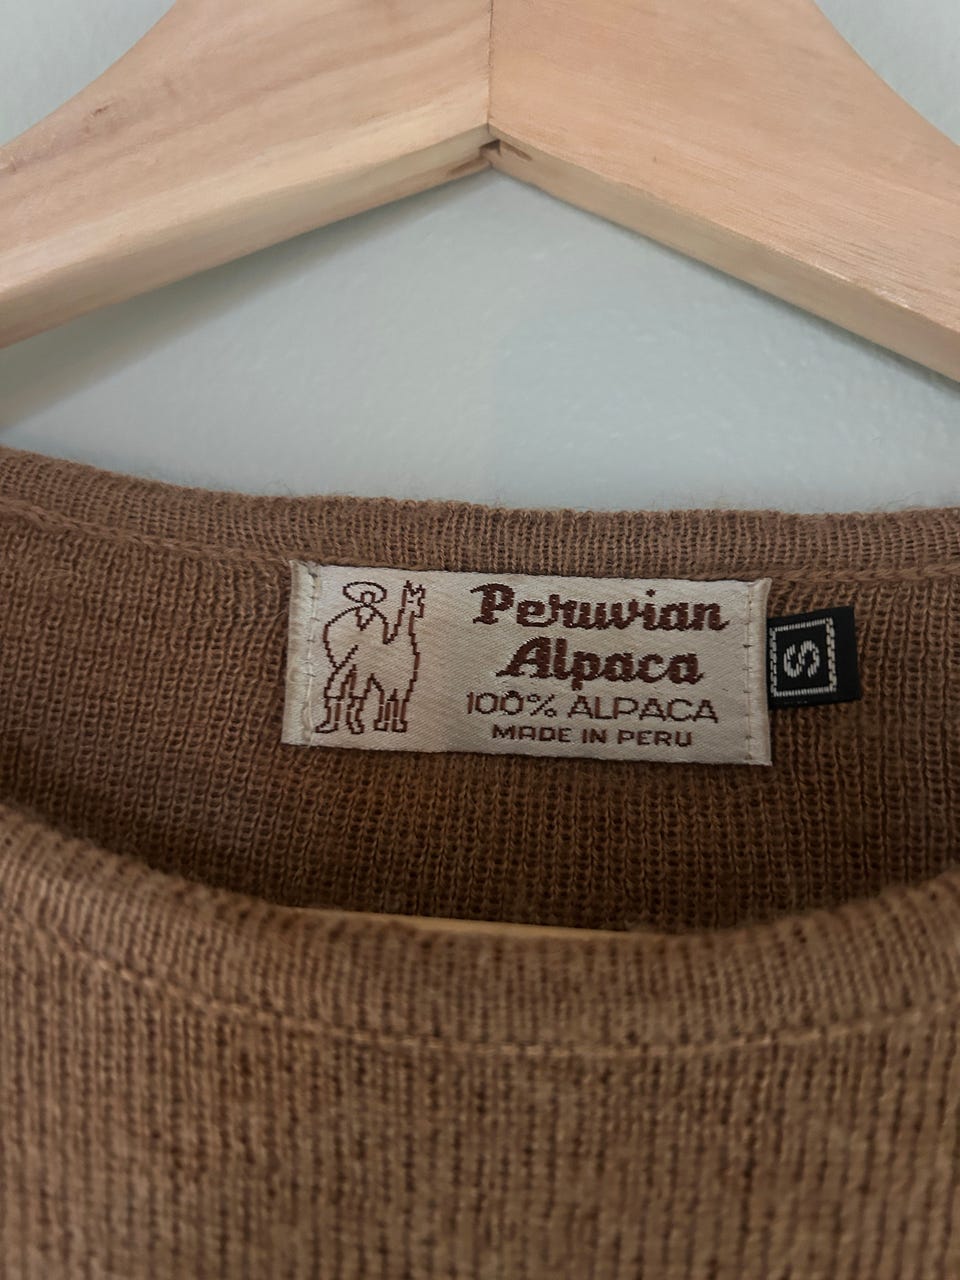 Peruvian
Alpaca
100% ALPACA
MADE IN PERU
S